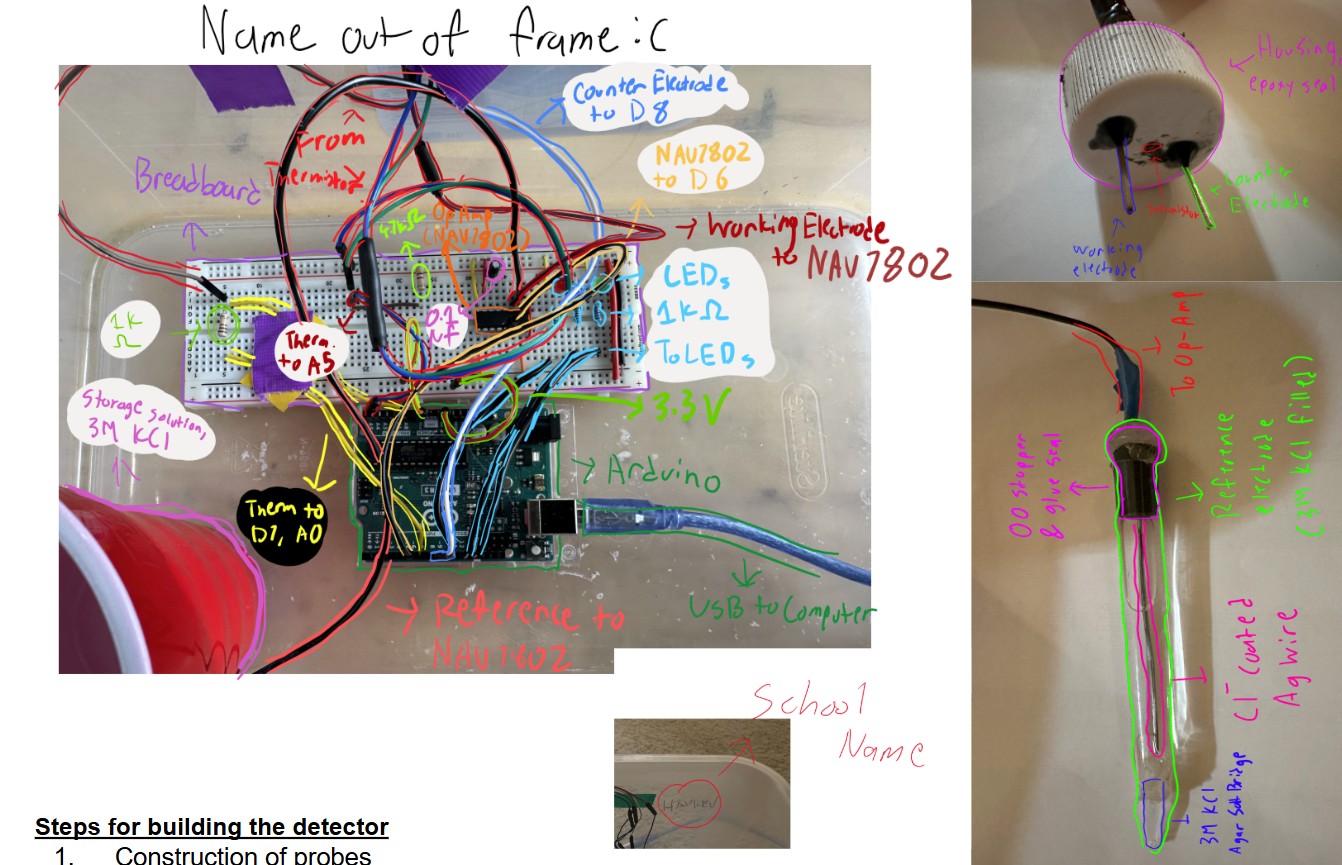 Name out of frame :C
Counter Electrode
to D8
From
Thermistor
NAU7802
to D6
Breadboard
4.7kΩ
Op Amp
(NAU7802)
Working Electrode
to NAU7802
LEDs
1kΩ
To LEDs
1k
Ω
0.1
Therm.
to A5
3.3V
Storage solution,
3M KCl
Arduino
Therm to
D7, A0
USB to Computer
Reference to
NAU7802
School
Name
Housing,
epoxy seal
Counter
Electrode
Thermistor
Working
electrode
To Op-Amp
00 stopper
& glue seal
Reference
electrode
(3M KCl filled)
Cl⁻ coated
Ag wire
3M KCl
Agar Salt Bridge
Steps for building the detector
1. Construction of probes